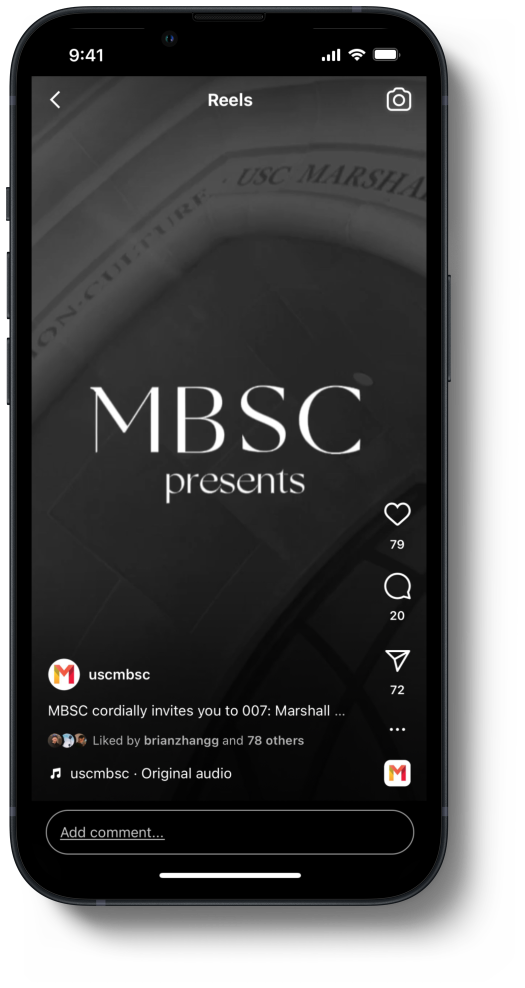 9:41
Reels
USC MARSHA
ON·CULTURE
MBSC
presents
79
20
72
uscmbsc
MBSC cordially invites you to 007: Marshall ...
Liked by brianzhangg and 78 others
uscmbsc · Original audio
M
Add comment...